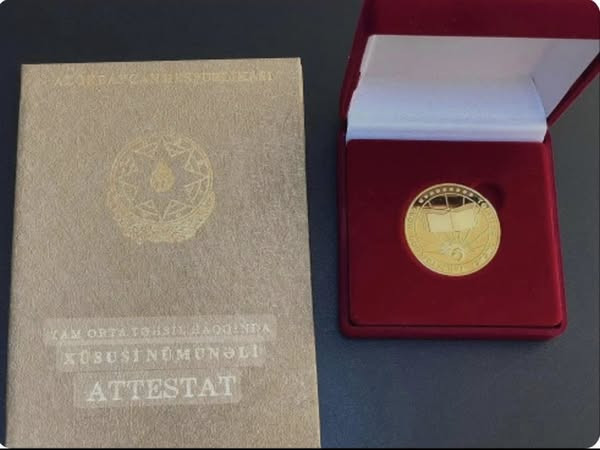 AZƏRBAYCAN RESPUBLİKASI
TAM ORTA TƏHSİL HAQQINDA
XÜSUSİ NÜMUNƏLİ
ATTESTAT